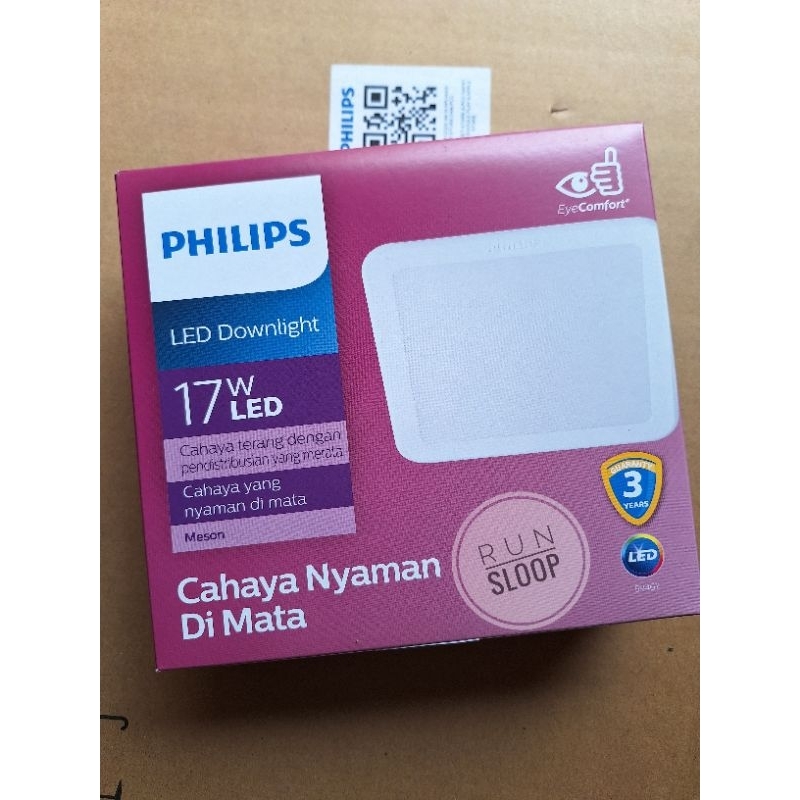 PHILIPS
EyeComfort
PHILIPS
LED Downlight
17W
LED
Cahaya terang dengan
pendistribusian yang merata
Cahaya yang
nyaman di mata
Meson
GUARANTY
3
YEARS
LED
RUN
SLOOP
Cahaya Nyaman
Di Mata